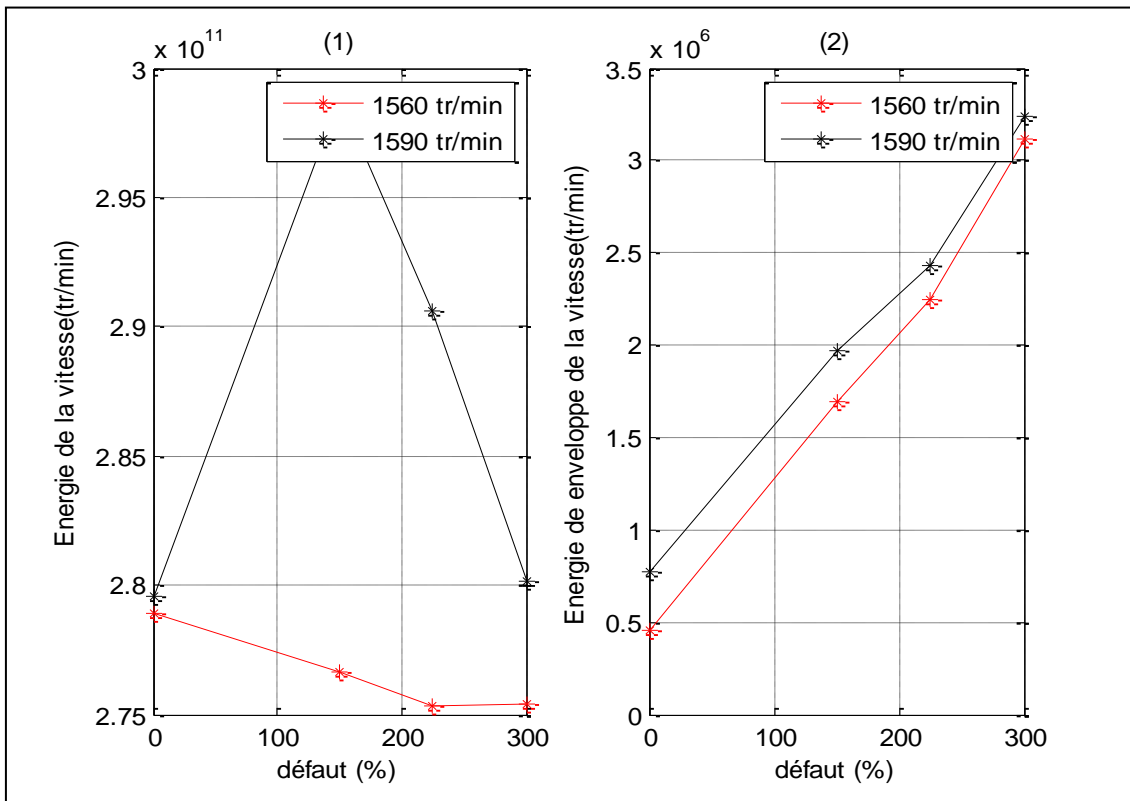 (1)
x 10^11
1560 tr/min
1590 tr/min
Energie de la vitesse(tr/min)
3
2.95
2.9
2.85
2.8
2.75
0 100 200 300
défaut (%)
(2)
x 10^6
1560 tr/min
1590 tr/min
Energie de enveloppe de la vitesse(tr/min)
3.5
3
2.5
2
1.5
1
0.5
0
0 100 200 300
défaut (%)